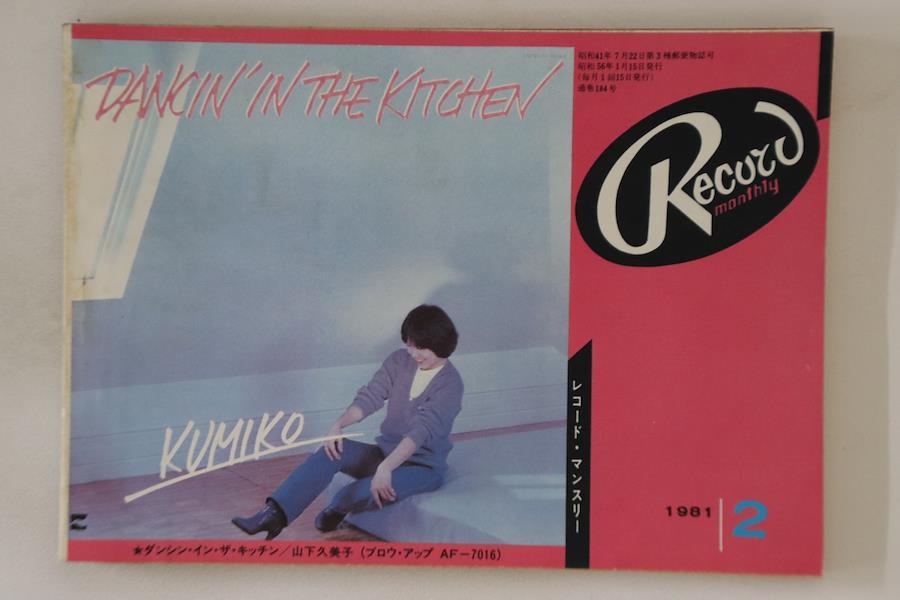 DANCIN' IN THE KITCHEN
KUMIKO
★ダンシン・イン・ザ・キッチン/山下久美子 (ブロウ・アップ AF-7016)
昭和41年7月22日第3種郵便物認可
昭和56年1月15日発行
(毎月1回15日発行)
通巻184号
Record
monthly
レコード・マンスリー
1981 2